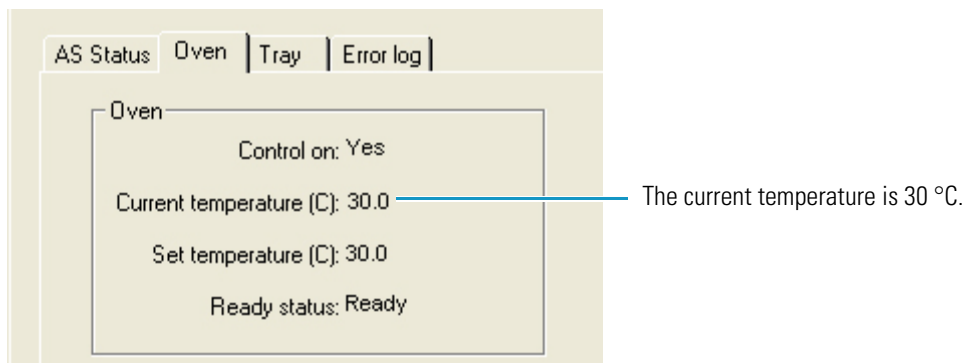 AS Status Oven Tray Error log
Oven
Control on: Yes
Current temperature (C): 30.0
The current temperature is 30 °C.
Set temperature (C): 30.0
Ready status: Ready